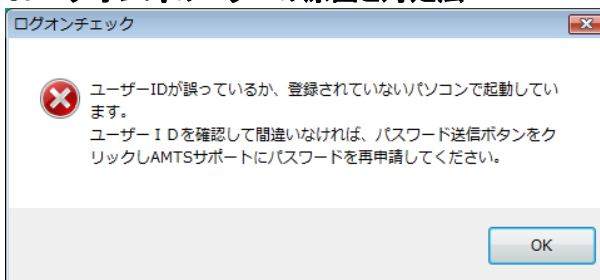 ログオンチェック
ユーザーIDが誤っているか、登録されていないパソコンで起動してい
ます。
ユーザーＩＤを確認して間違いなければ、パスワード送信ボタンをク
リックしAMTSサポートにパスワードを再申請してください。
OK